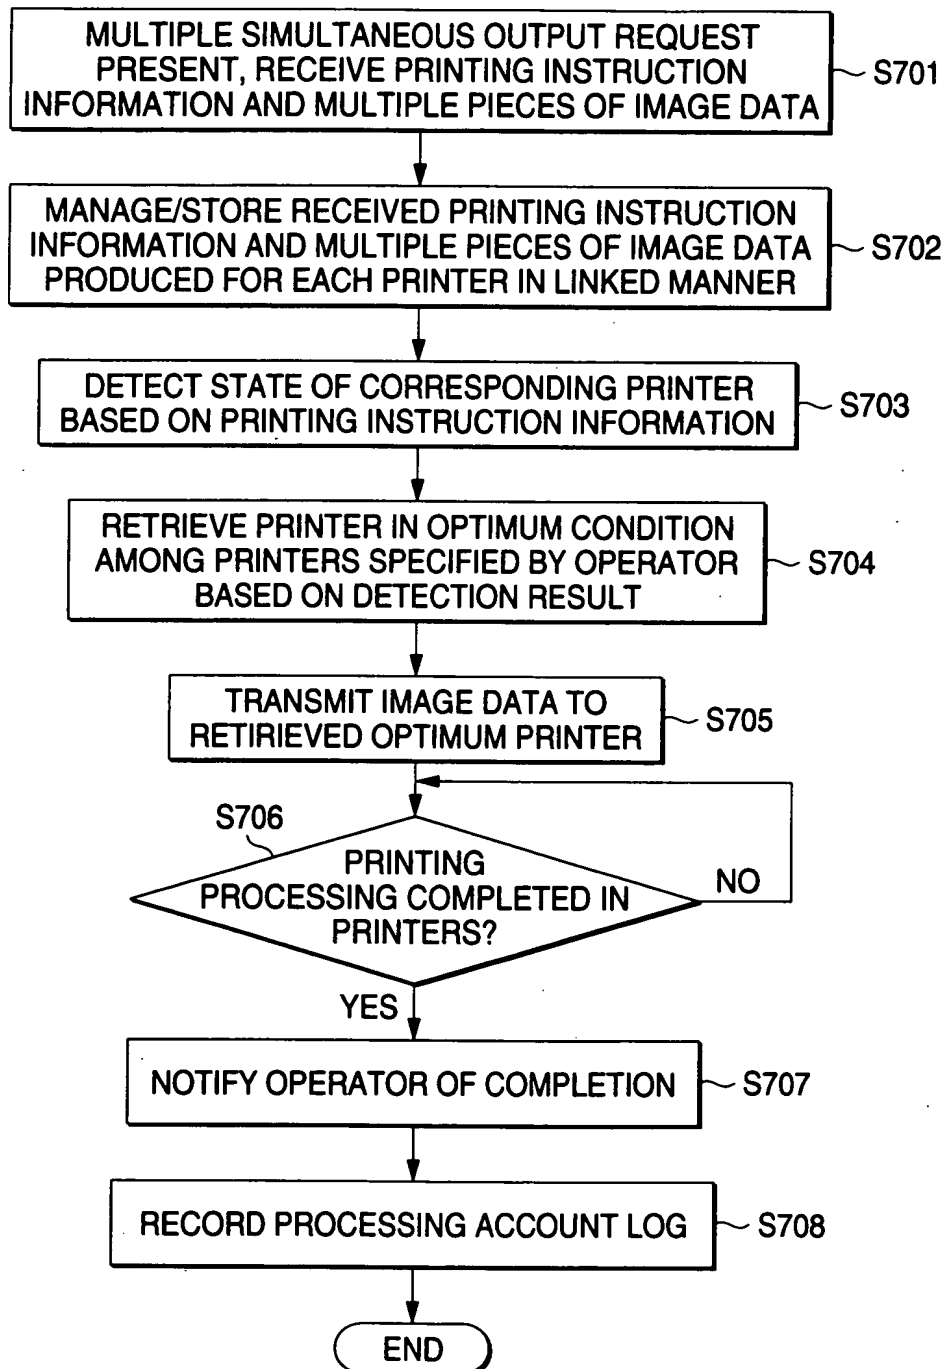 MULTIPLE SIMULTANEOUS OUTPUT REQUEST
PRESENT, RECEIVE PRINTING INSTRUCTION
INFORMATION AND MULTIPLE PIECES OF IMAGE DATA
S701
MANAGE/STORE RECEIVED PRINTING INSTRUCTION
INFORMATION AND MULTIPLE PIECES OF IMAGE DATA
PRODUCED FOR EACH PRINTER IN LINKED MANNER
S702
DETECT STATE OF CORRESPONDING PRINTER
BASED ON PRINTING INSTRUCTION INFORMATION
S703
RETRIEVE PRINTER IN OPTIMUM CONDITION
AMONG PRINTERS SPECIFIED BY OPERATOR
BASED ON DETECTION RESULT
S704
TRANSMIT IMAGE DATA TO
RETIRIEVED OPTIMUM PRINTER
S705
S706
PRINTING
PROCESSING COMPLETED IN
PRINTERS?
NO
YES
NOTIFY OPERATOR OF COMPLETION
S707
RECORD PROCESSING ACCOUNT LOG
S708
END